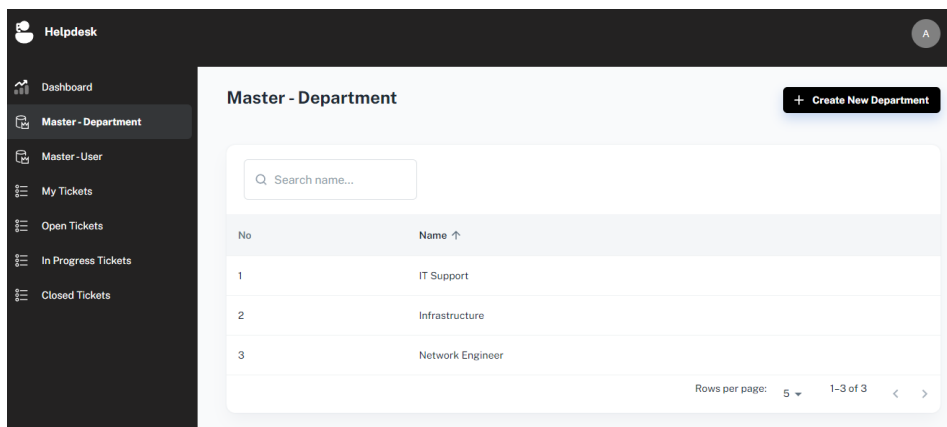 Helpdesk
A
Dashboard
Master - Department
Master - User
My Tickets
Open Tickets
In Progress Tickets
Closed Tickets
Master - Department
+ Create New Department
Search name...
No Name ↑
1 IT Support
2 Infrastructure
3 Network Engineer
Rows per page: 5 1–3 of 3 < >